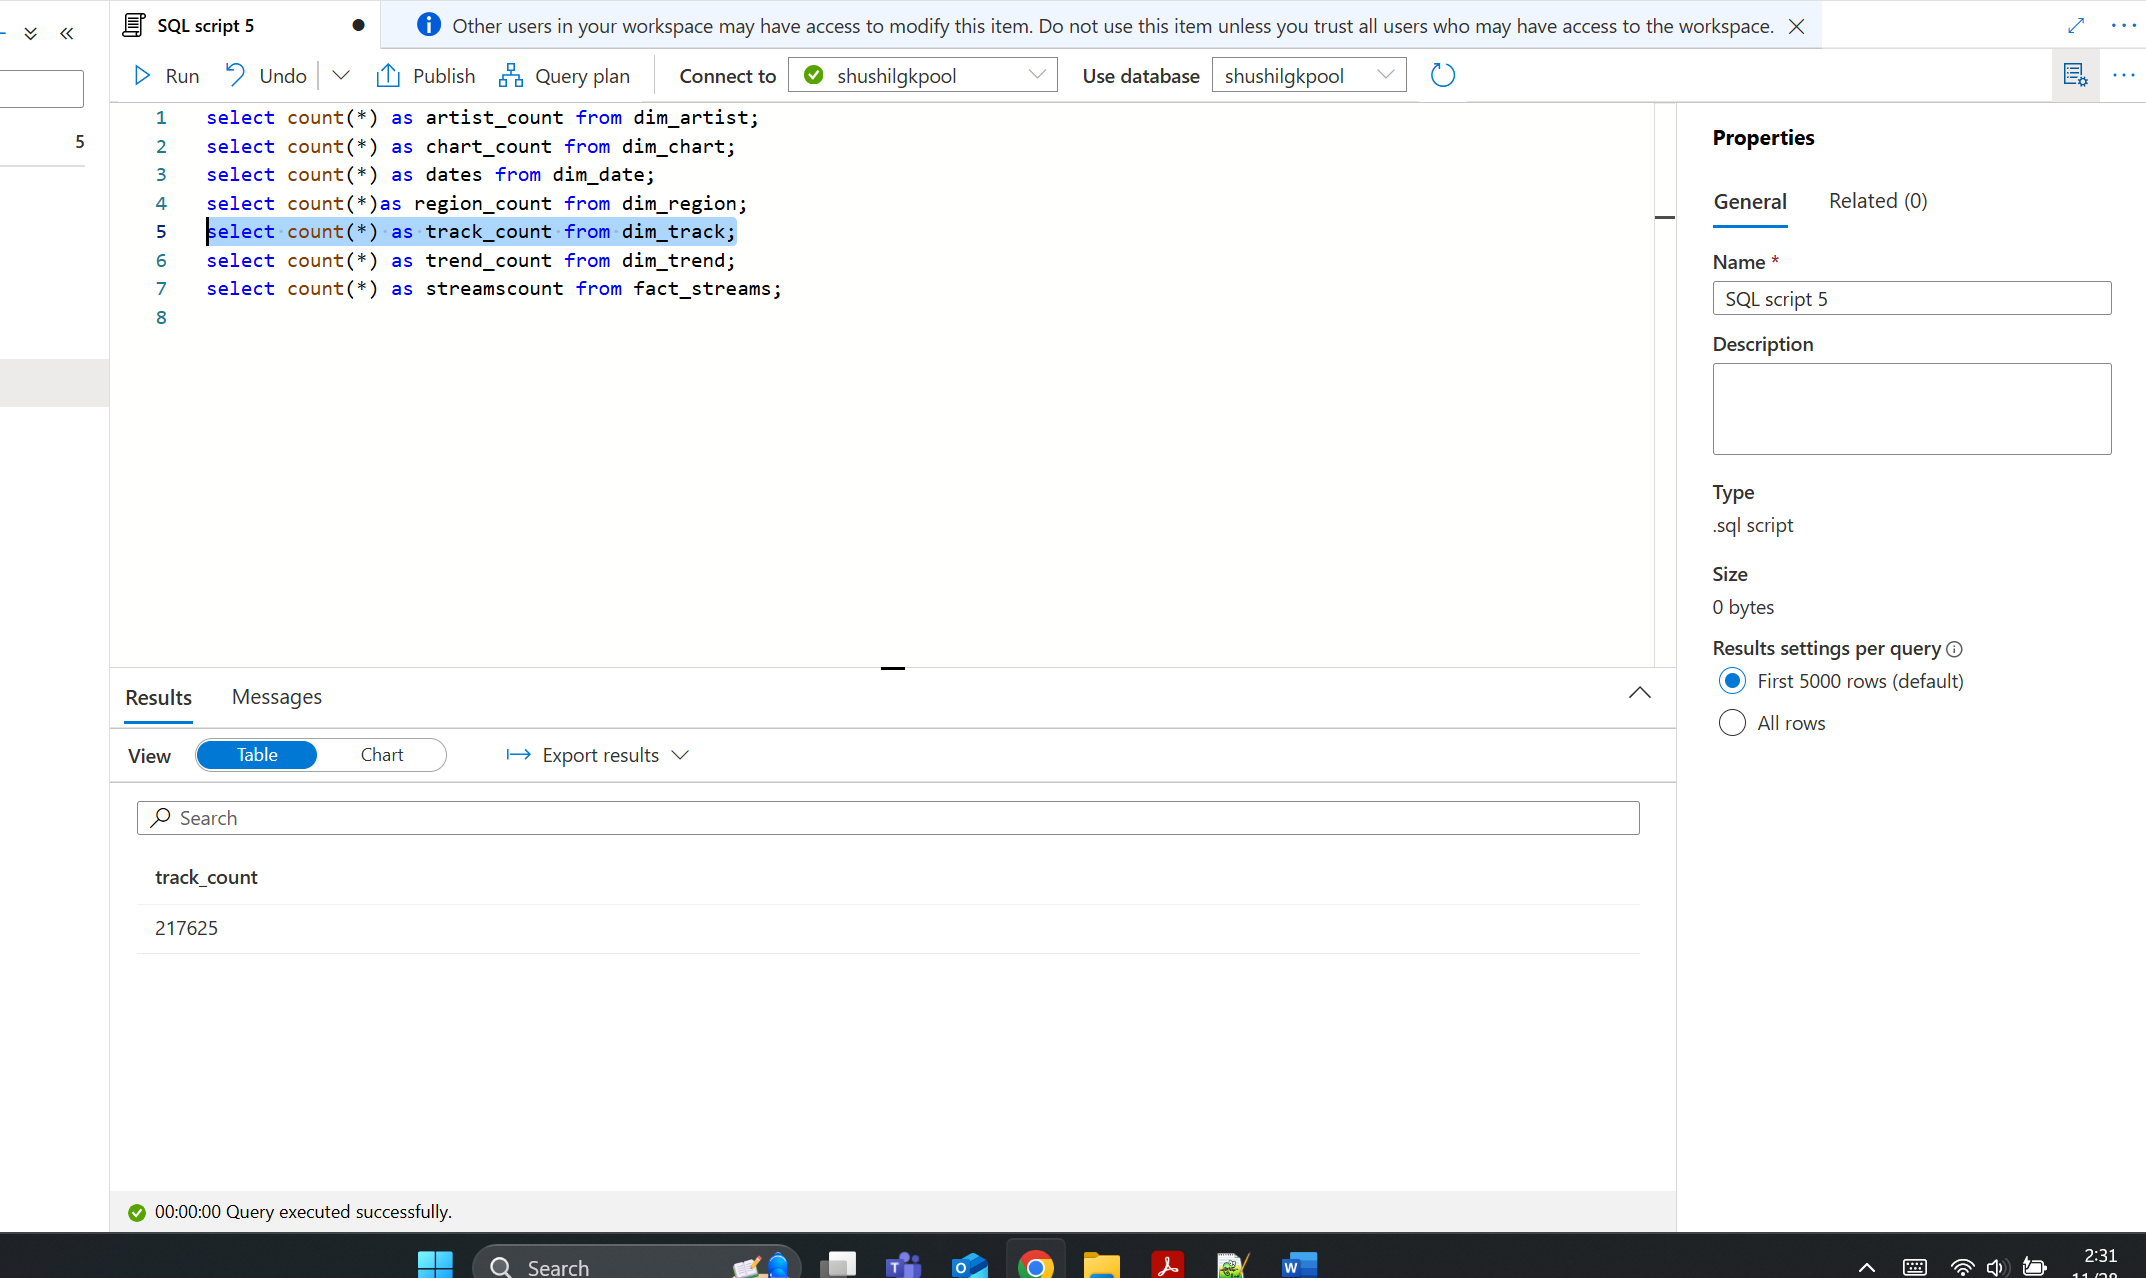 SQL script 5
Other users in your workspace may have access to modify this item. Do not use this item unless you trust all users who may have access to the workspace.
Run Undo Publish Query plan Connect to shushilgkpool Use database shushilgkpool
5
1 select count(*) as artist_count from dim_artist;
2 select count(*) as chart_count from dim_chart;
3 select count(*) as dates from dim_date;
4 select count(*)as region_count from dim_region;
5 select count(*) as track_count from dim_track;
6 select count(*) as trend_count from dim_trend;
7 select count(*) as streamscount from fact_streams;
8
Properties
General Related (0)
Name *
SQL script 5
Description
Type
.sql script
Size
0 bytes
Results settings per query
First 5000 rows (default)
All rows
Results Messages
View Table Chart Export results
Search
track_count
217625
00:00:00 Query executed successfully.
Search
2:31